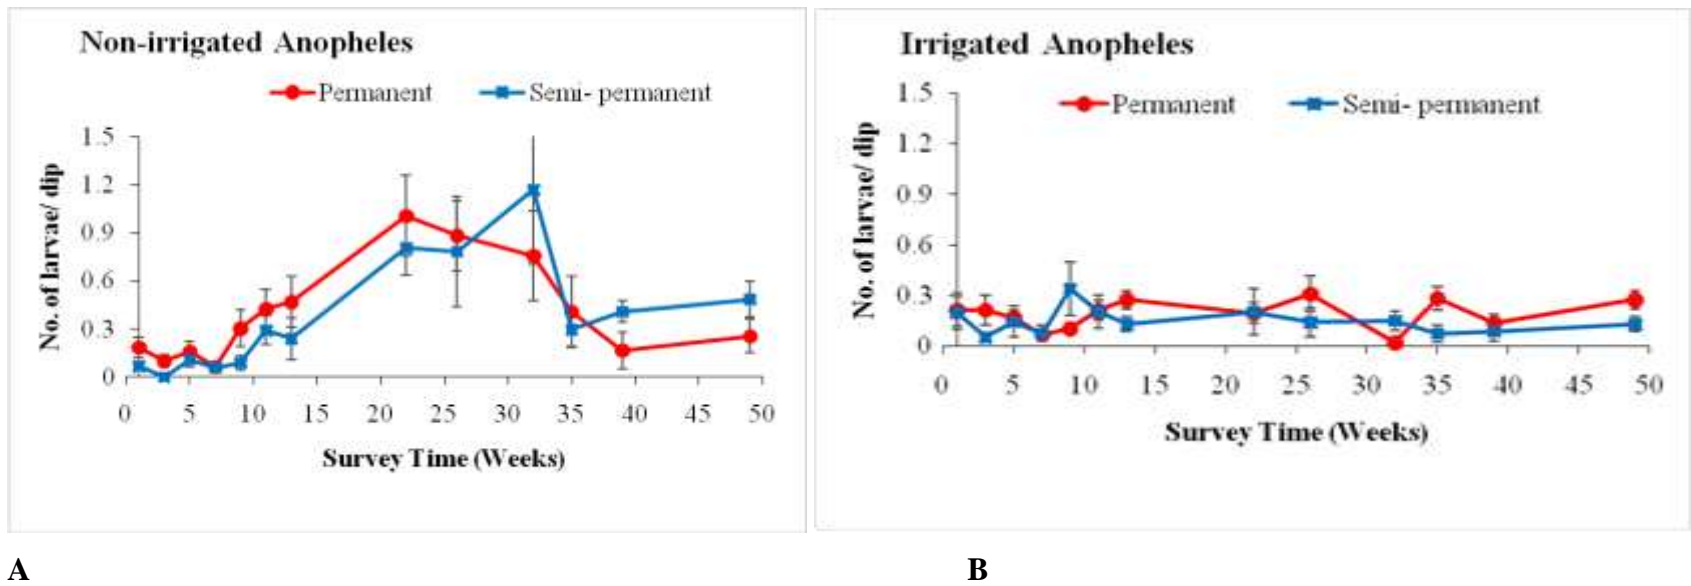 Non-irrigated Anopheles
Permanent Semi- permanent
No. of larvae/ dip
1.5
1.2
0.9
0.6
0.3
0
0 5 10 15 20 25 30 35 40 45 50
Survey Time (Weeks)
A
Irrigated Anopheles
Permanent Semi- permanent
No. of larvae/ dip
1.5
1.2
0.9
0.6
0.3
0
0 5 10 15 20 25 30 35 40 45 50
Survey Time (Weeks)
B